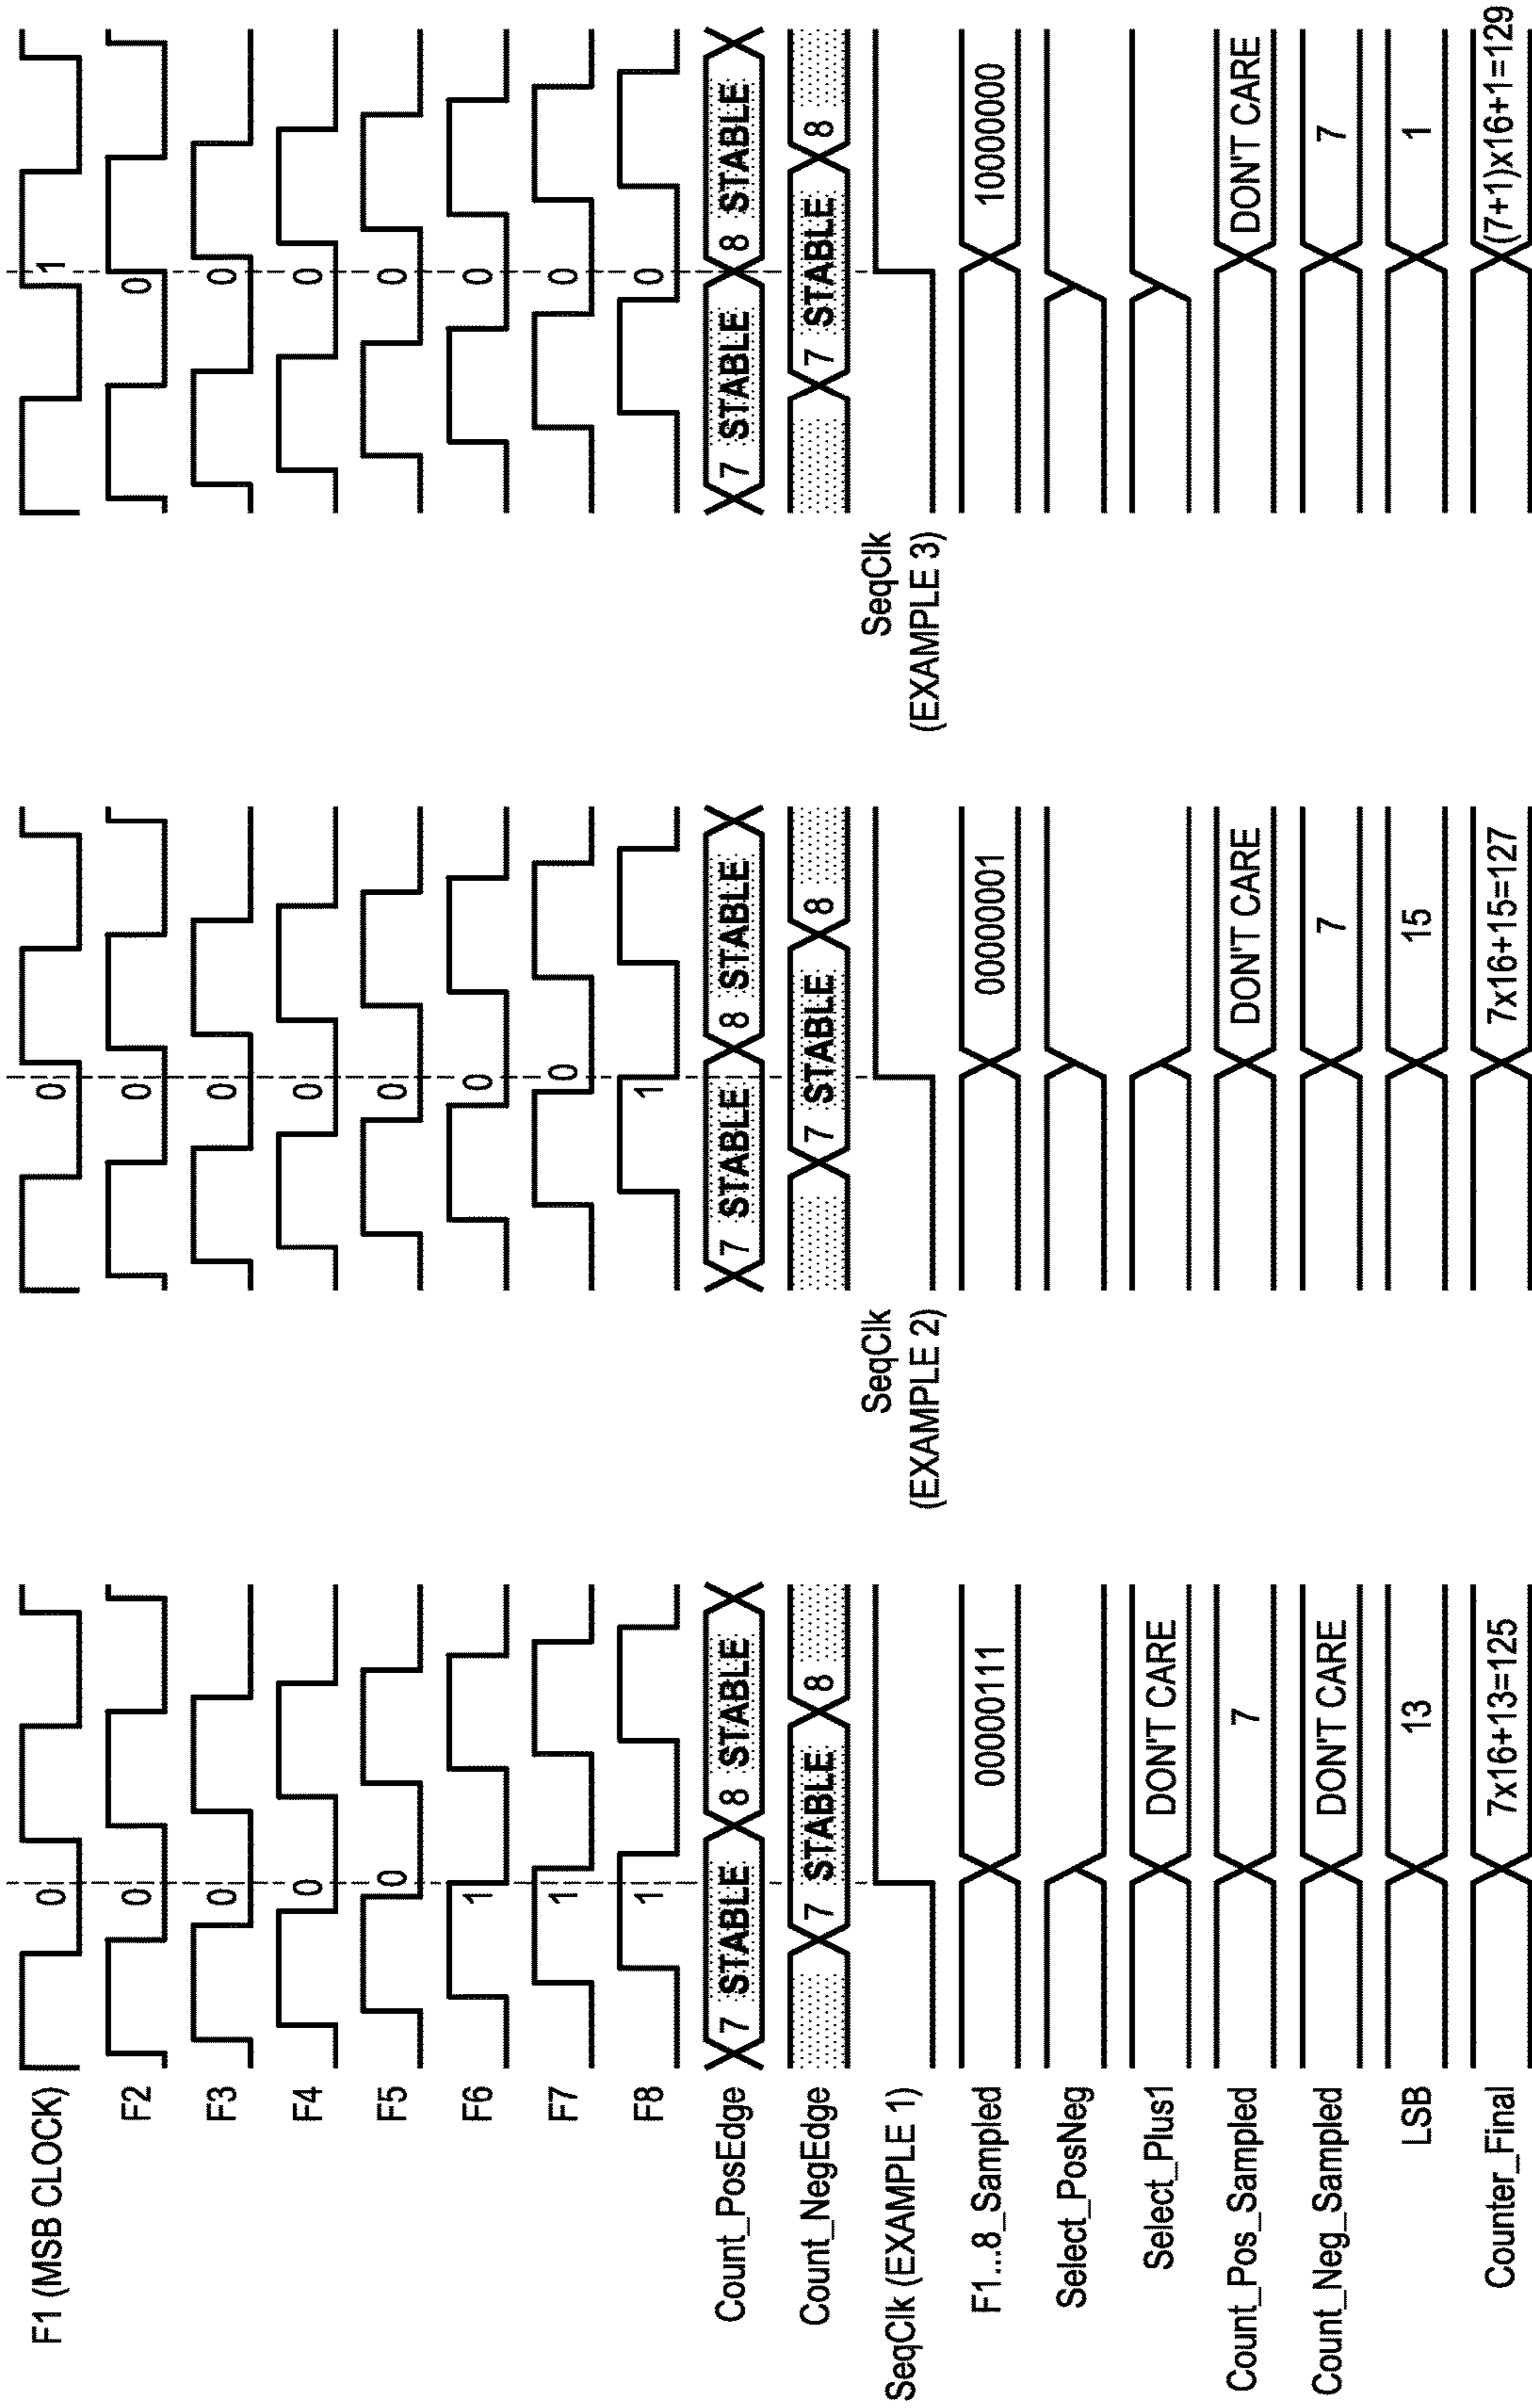 F1 (MSB CLOCK)
0
0
1
F2
0
0
0
F3
0
0
0
F4
0
0
0
F5
0
0
0
F6
1
0
0
F7
1
0
0
F8
1
1
0
Count_PosEdge
7 STABLE
8 STABLE
7 STABLE
8 STABLE
7 STABLE
8 STABLE
Count_NegEdge
7 STABLE
8
7 STABLE
8
7 STABLE
8
SeqClk (EXAMPLE 1)
SeqClk
(EXAMPLE 2)
SeqClk
(EXAMPLE 3)
F1...8_Sampled
00000111
00000001
10000000
Select_PosNeg
Select_Plus1
DON'T CARE
Count_Pos_Sampled
7
DON'T CARE
DON'T CARE
Count_Neg_Sampled
DON'T CARE
7
7
LSB
13
15
1
Counter_Final
7x16+13=125
7x16+15=127
(7+1)x16+1=129